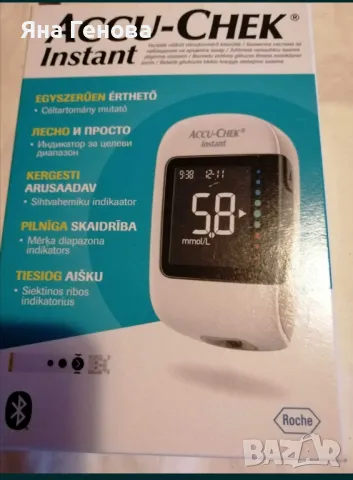 Яна Генова
ACCU-CHEK®
Instant
EGYSZERŰEN ÉRTHETŐ
• Céltartomány mutató
ЛЕСНО И ПРОСТО
• Индикатор за целеви
диапазон
KERGESTI
ARUSAADAV
• Sihtvahemiku indikaator
PILNĪGA SKAIDRĪBA
• Mērķa diapazona
indikators
TIESIOG AIŠKU
• Siektinos ribos
indikatorius
ACCU-CHEK®
Instant
9:38 12-11
5.8
mmol/L
Roche
BAZAR